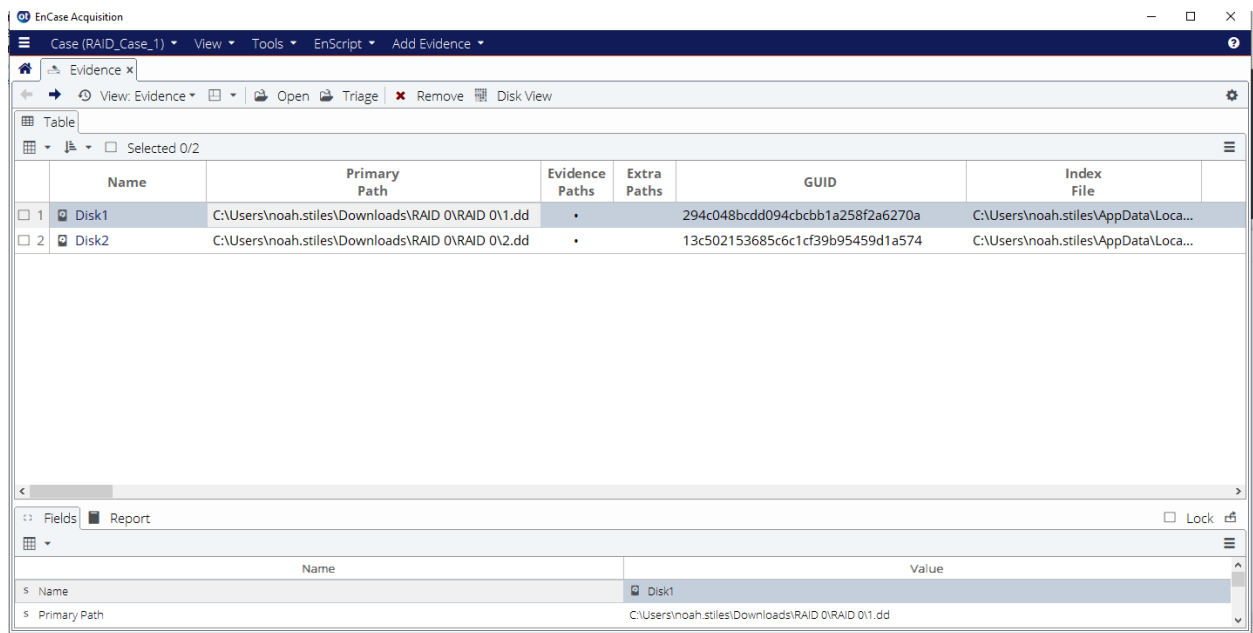 ot EnCase Acquisition
Case (RAID_Case_1) View Tools EnScript Add Evidence
Evidence x
View: Evidence Open Triage Remove Disk View
Table
Selected 0/2
Name Primary Path Evidence Paths Extra Paths GUID Index File
1 Disk1 C:\Users\noah.stiles\Downloads\RAID 0\RAID 0\1.dd • 294c048bcdd094cbcbb1a258f2a6270a C:\Users\noah.stiles\AppData\Loca...
2 Disk2 C:\Users\noah.stiles\Downloads\RAID 0\RAID 0\2.dd • 13c502153685c6c1cf39b95459d1a574 C:\Users\noah.stiles\AppData\Loca...
Fields Report Lock
Name Value
S Name Disk1
S Primary Path C:\Users\noah.stiles\Downloads\RAID 0\RAID 0\1.dd